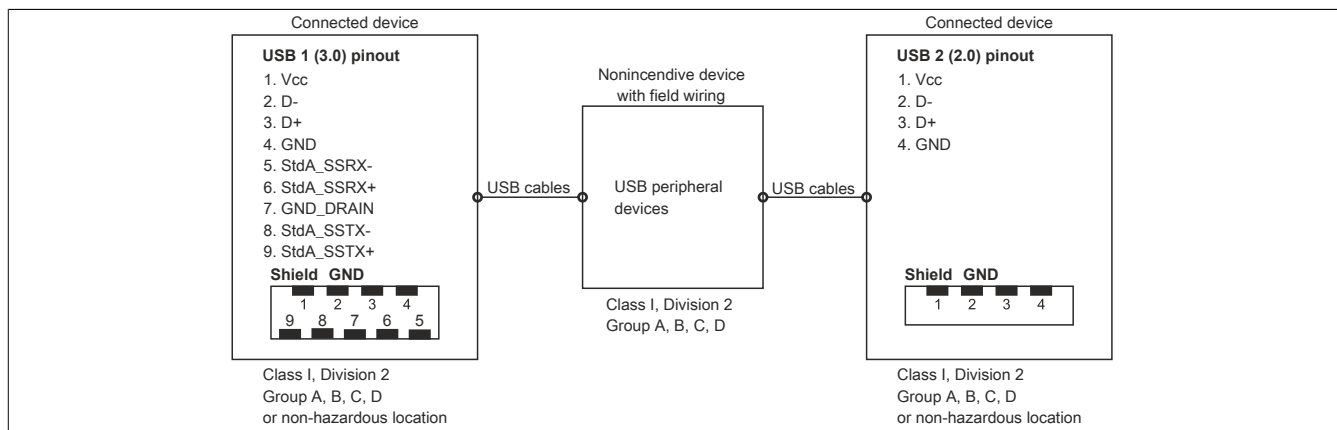 Connected device
USB 1 (3.0) pinout
1. Vcc
2. D-
3. D+
4. GND
5. StdA_SSRX-
6. StdA_SSRX+
7. GND_DRAIN
8. StdA_SSTX-
9. StdA_SSTX+
Shield GND
1 2 3 4
9 8 7 6 5
Class I, Division 2
Group A, B, C, D
or non-hazardous location
USB cables
Nonincendive device
with field wiring
USB peripheral
devices
Class I, Division 2
Group A, B, C, D
USB cables
Connected device
USB 2 (2.0) pinout
1. Vcc
2. D-
3. D+
4. GND
Shield GND
1 2 3 4
Class I, Division 2
Group A, B, C, D
or non-hazardous location